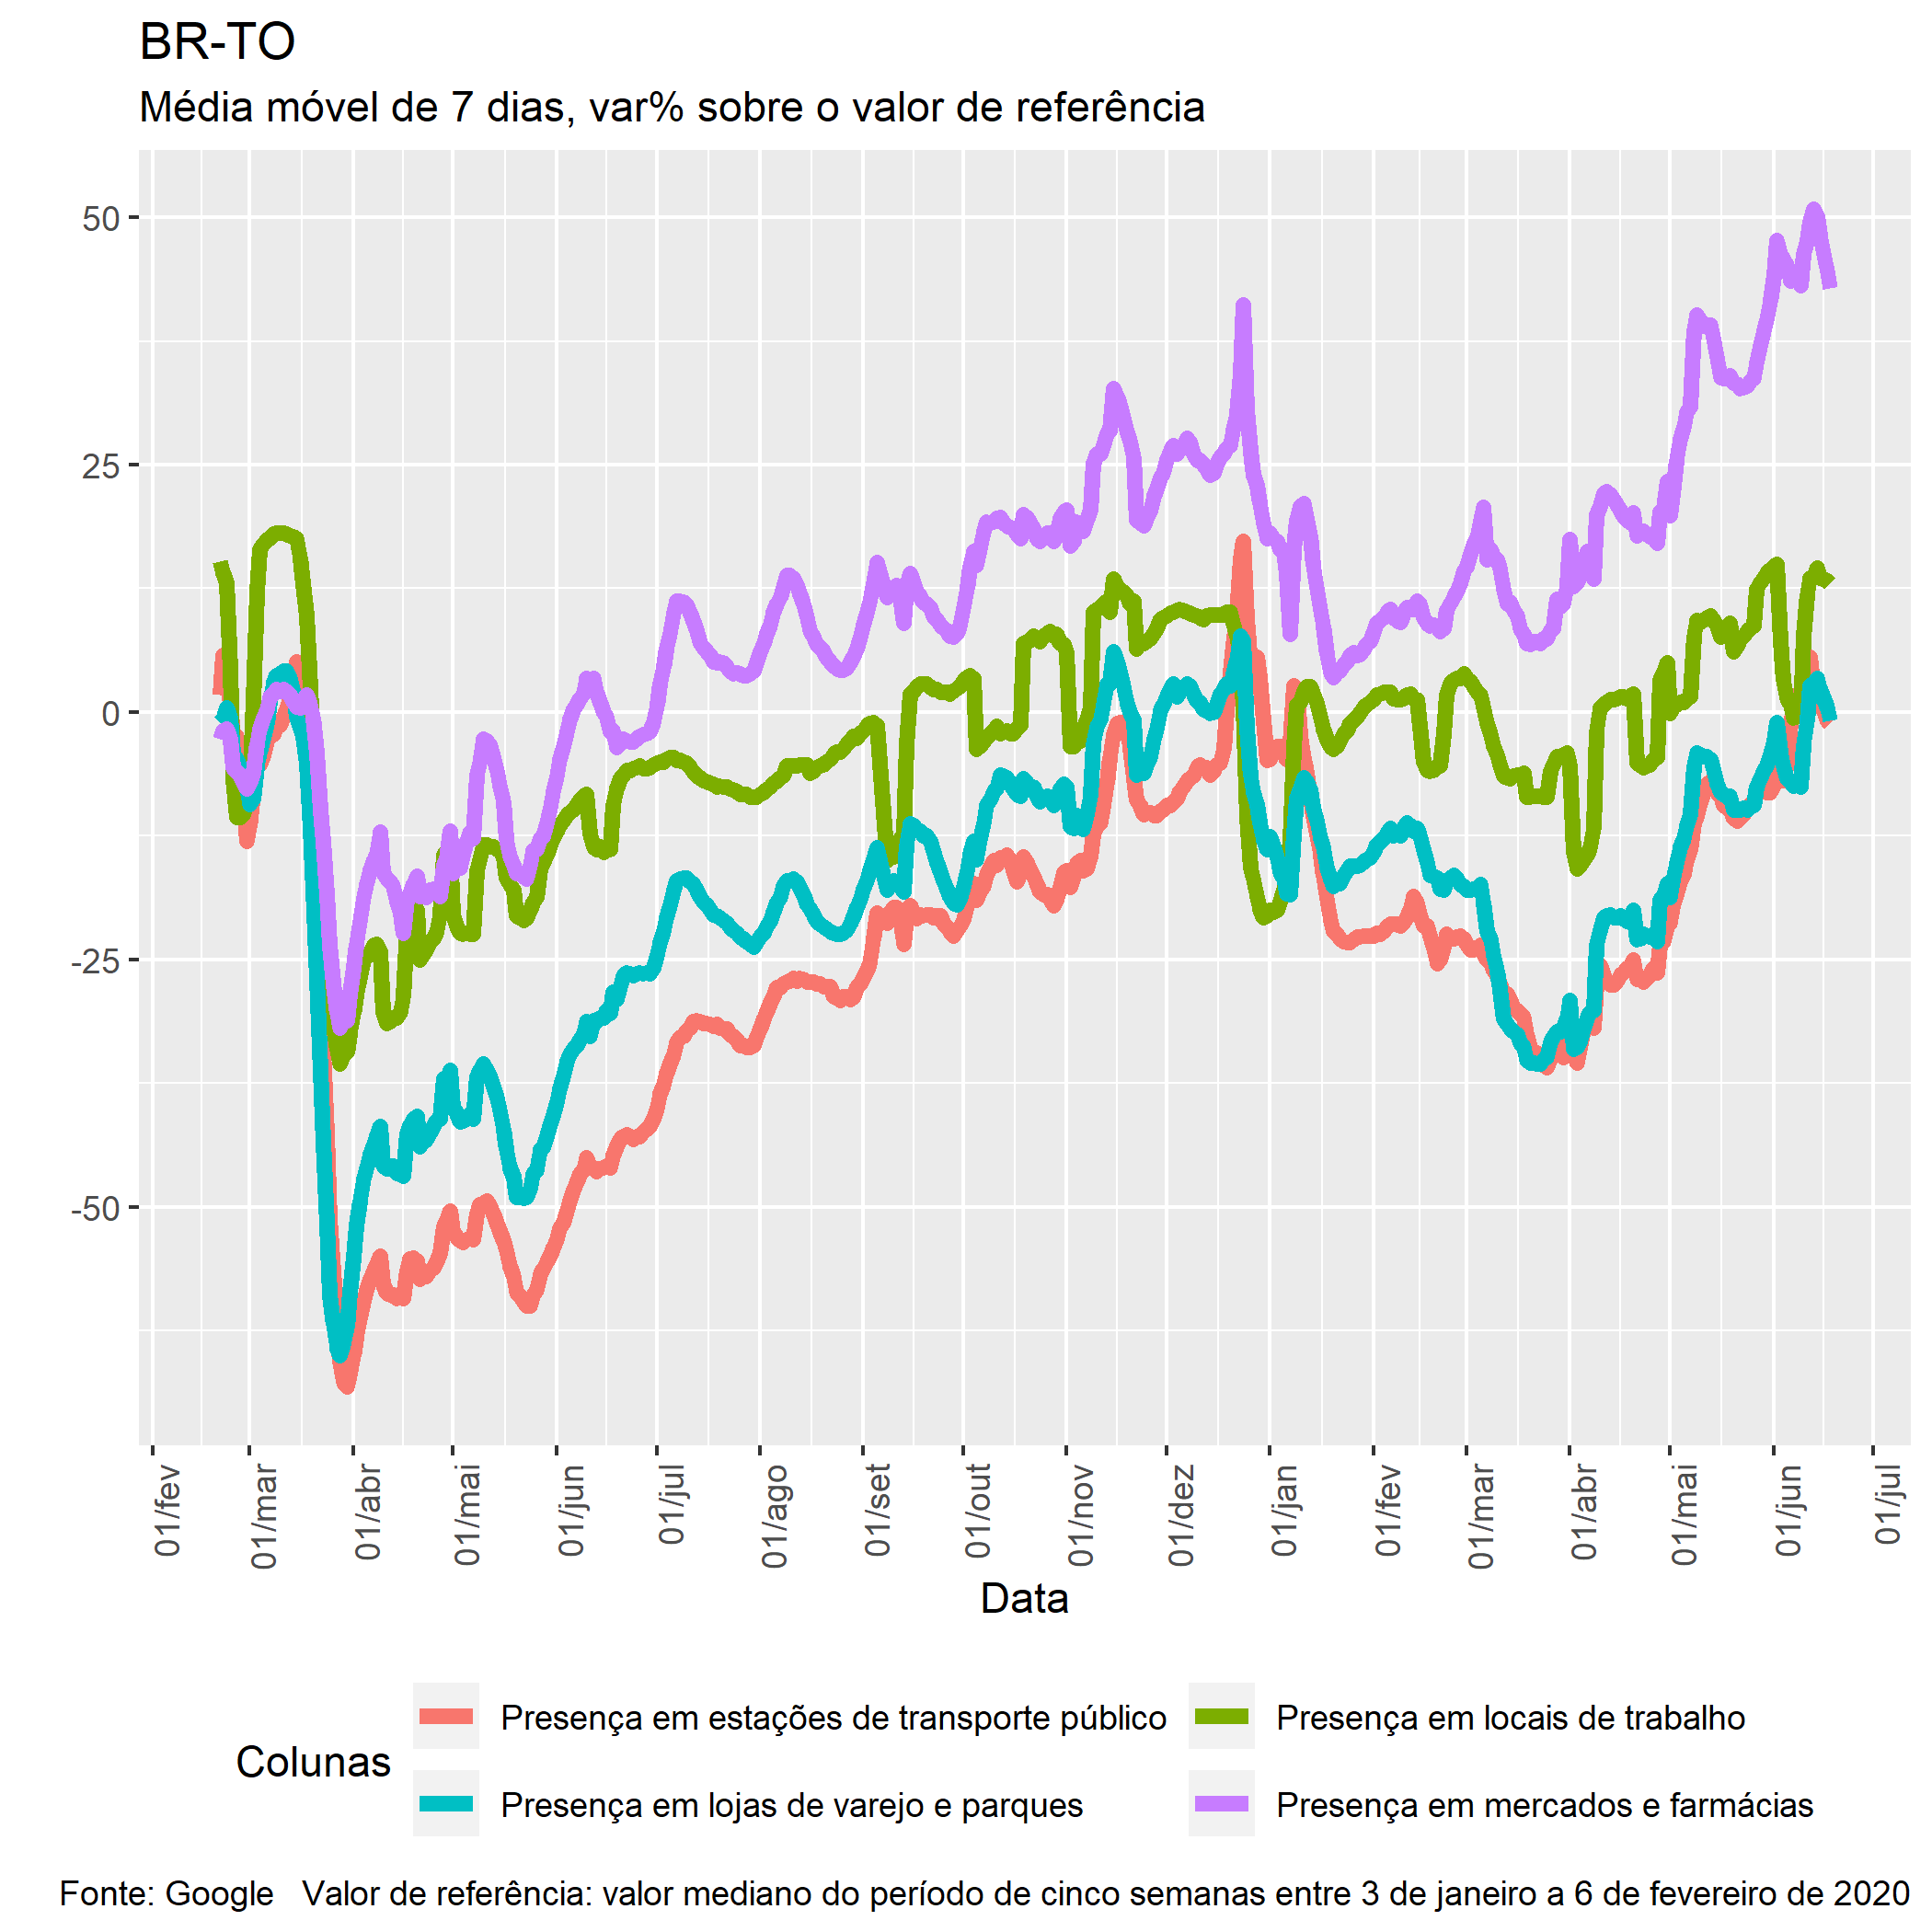 BR-TO
Média móvel de 7 dias, var% sobre o valor de referência
50
25
0
-25
-50
01/fev
01/mar
01/abr
01/mai
01/jun
01/jul
01/ago
01/set
01/out
01/nov
01/dez
01/jan
01/fev
01/mar
01/abr
01/mai
01/jun
01/jul
Data
Colunas
Presença em estações de transporte público
Presença em locais de trabalho
Presença em lojas de varejo e parques
Presença em mercados e farmácias
Fonte: Google   Valor de referência: valor mediano do período de cinco semanas entre 3 de janeiro a 6 de fevereiro de 2020